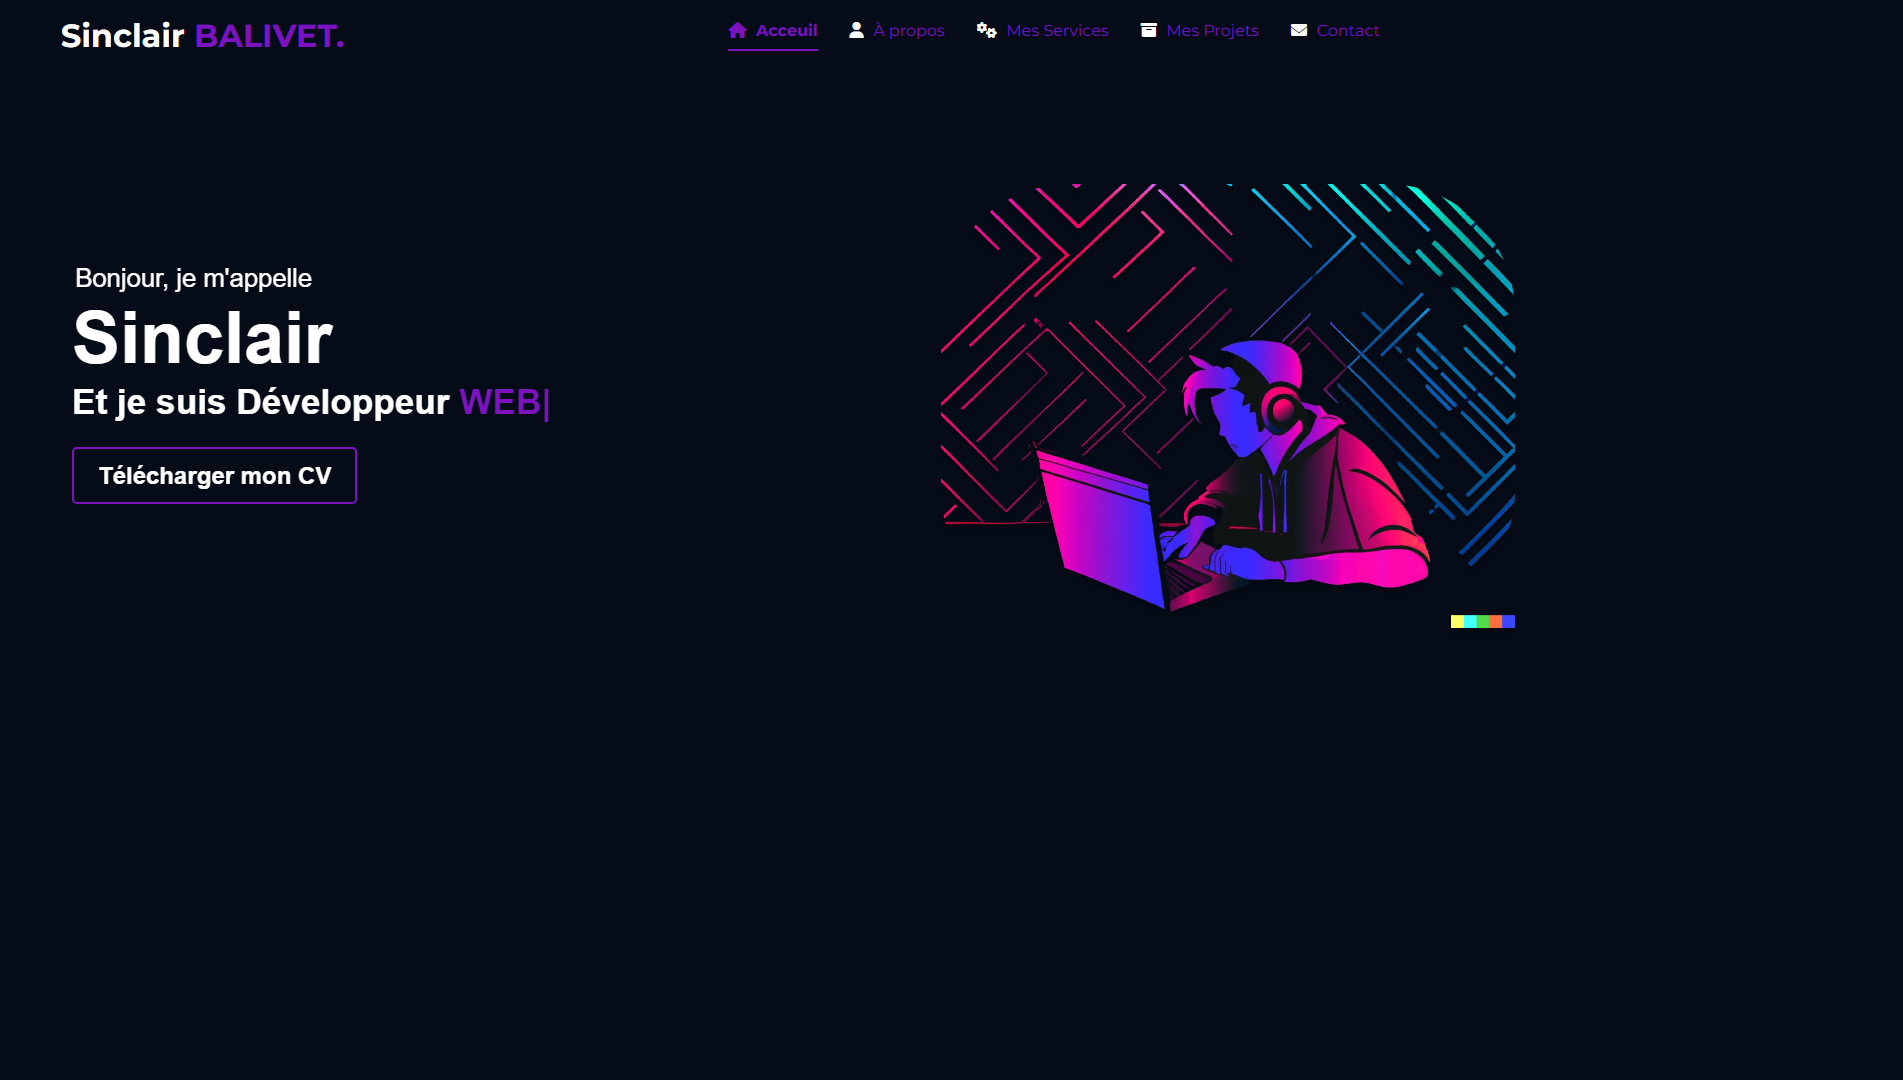 Sinclair BALIVET.
Acceuil À propos Mes Services Mes Projets Contact
Bonjour, je m'appelle
Sinclair
Et je suis Développeur WEB|
Télécharger mon CV